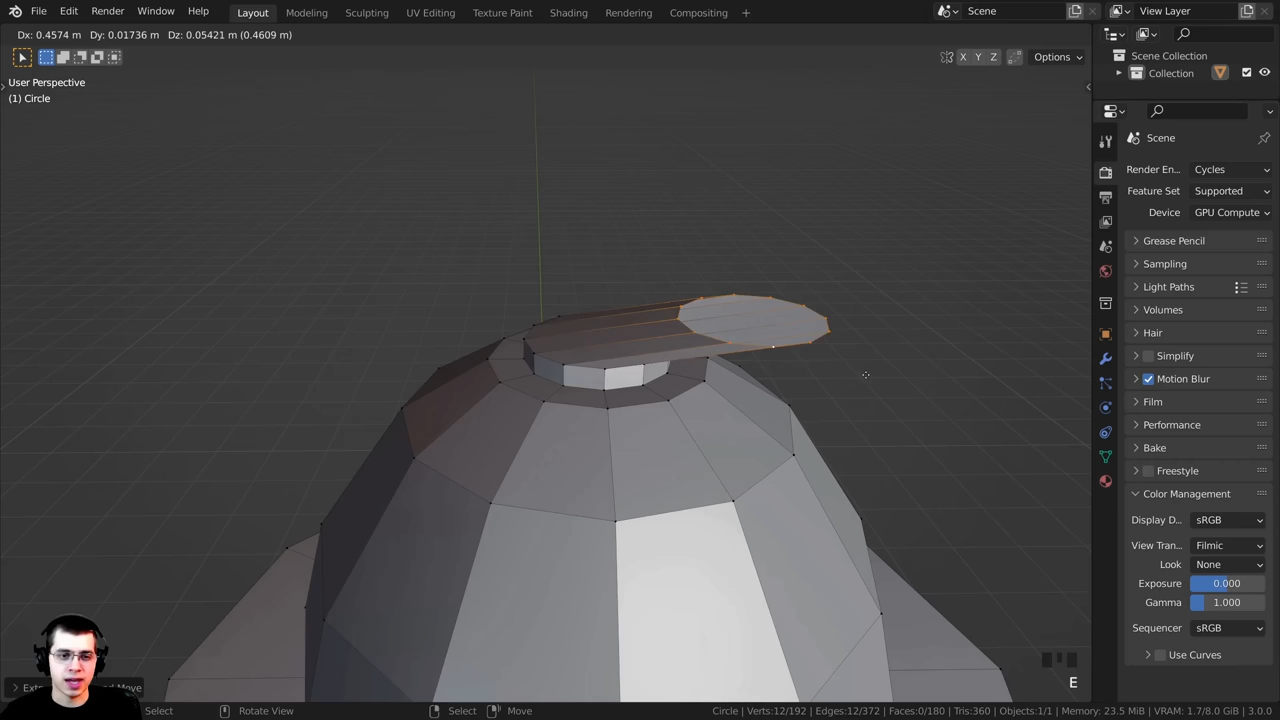 File Edit Render Window Help Layout Modeling Sculpting UV Editing Texture Paint Shading Rendering Compositing + Scene View Layer
Dx: 0.4574 m Dy: 0.01736 m Dz: 0.05421 m (0.4609 m)
X Y Z Options
User Perspective
(1) Circle
Scene Collection
Collection
Scene
Render En... Cycles
Feature Set Supported
Device GPU Compute
Grease Pencil
Sampling
Light Paths
Volumes
Hair
Simplify
Motion Blur
Film
Performance
Bake
Freestyle
Color Management
Display D... sRGB
View Tran... Filmic
Look None
Exposure 0.000
Gamma 1.000
Sequencer sRGB
Use Curves
E
Select Rotate View Select Move Circle | Verts:12/192 | Edges:12/372 | Faces:0/180 | Tris:360 | Objects:1/1 | Memory: 23.5 MiB | VRAM: 1.7/8.0 GiB | 3.0.0